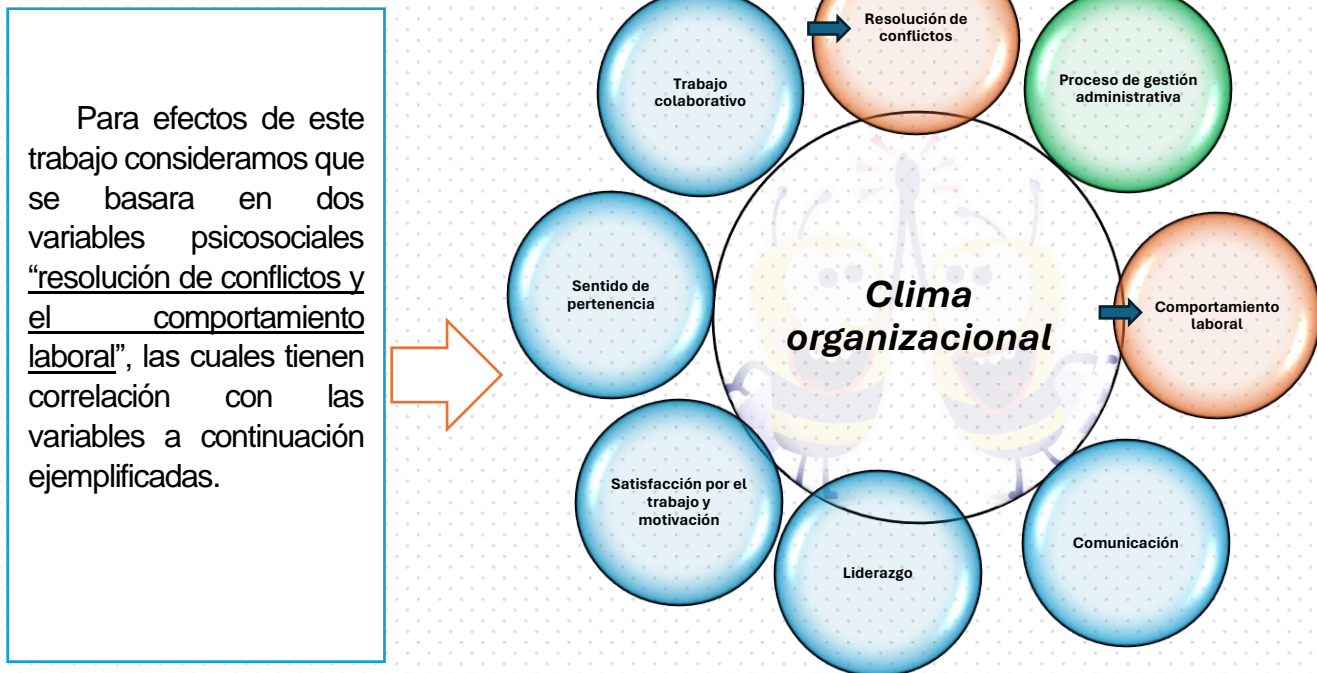 Para efectos de este
trabajo consideramos que
se basara en dos
variables psicosociales
“resolución de conflictos y
el comportamiento
laboral”, las cuales tienen
correlación con las
variables a continuación
ejemplificadas.
Resolución de
conflictos
Proceso de gestión
administrativa
Comportamiento
laboral
Comunicación
Liderazgo
Satisfacción por el
trabajo y
motivación
Sentido de
pertenencia
Trabajo
colaborativo
Clima
organizacional